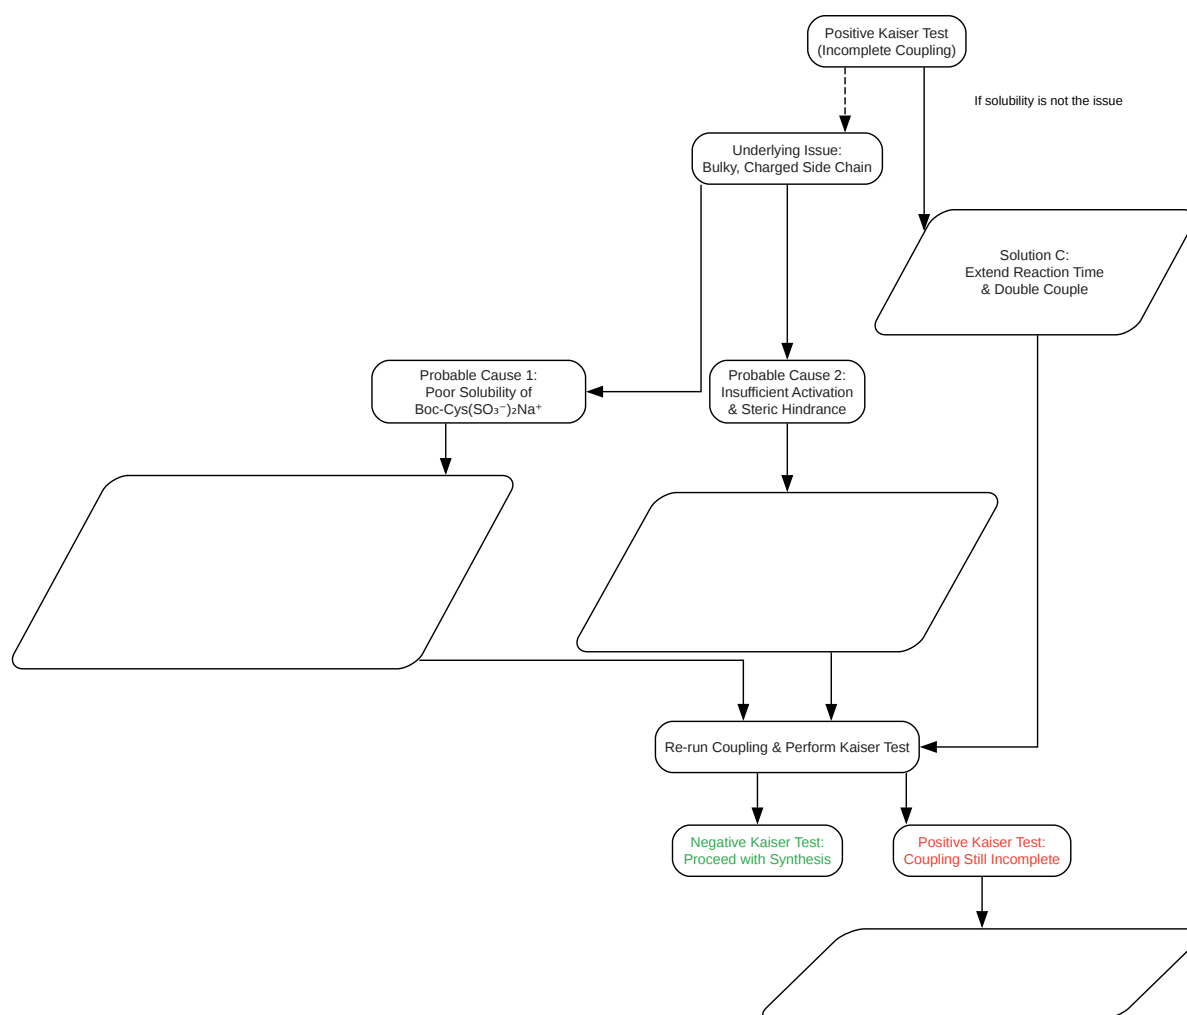 Positive Kaiser Test
(Incomplete Coupling)
If solubility is not the issue
Underlying Issue:
Bulky, Charged Side Chain
Solution C:
Extend Reaction Time
& Double Couple
Probable Cause 1:
Poor Solubility of
Boc-Cys(SO₃⁻)₂Na⁺
Probable Cause 2:
Insufficient Activation
& Steric Hindrance
Re-run Coupling & Perform Kaiser Test
Negative Kaiser Test:
Proceed with Synthesis
Positive Kaiser Test:
Coupling Still Incomplete